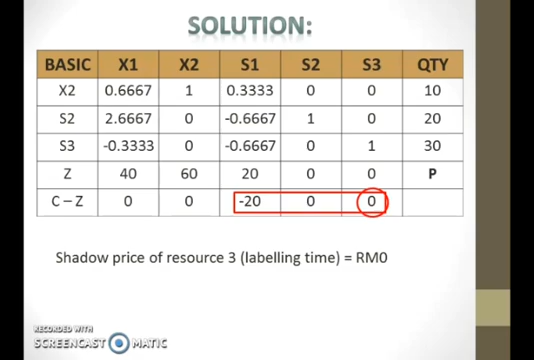 SOLUTION:
BASIC X1 X2 S1 S2 S3 QTY
X2 0.6667 1 0.3333 0 0 10
S2 2.6667 0 -0.6667 1 0 20
S3 -0.3333 0 -0.6667 0 1 30
Z 40 60 20 0 0 P
C – Z 0 0 -20 0 0
Shadow price of resource 3 (labelling time) = RM0
RECORDED WITH
SCREENCAST MATIC